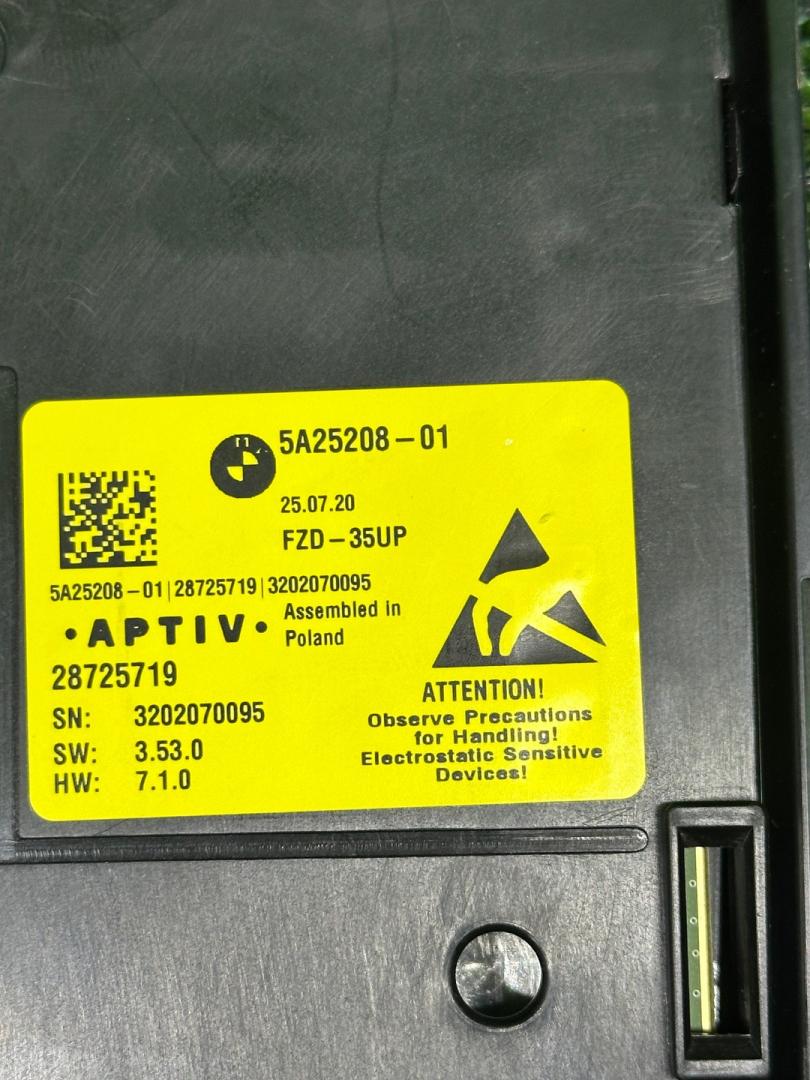 5A25208-01
25.07.20
FZD-35UP
5A25208-01|28725719|3202070095
• APTIV •
Assembled in
Poland
28725719
SN: 3202070095
SW: 3.53.0
HW: 7.1.0
ATTENTION!
Observe Precautions
for Handling!
Electrostatic Sensitive
Devices!